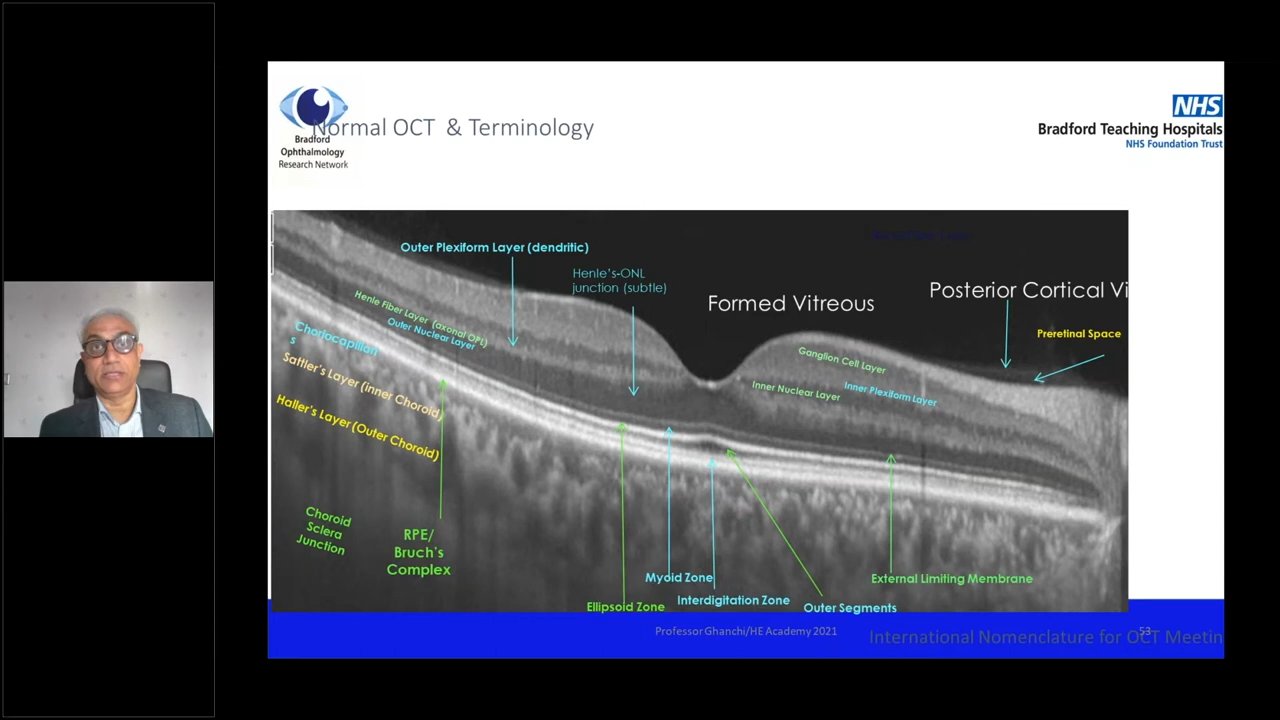 Normal OCT & Terminology
Bradford
Ophthalmology
Research Network
NHS
Bradford Teaching Hospitals
NHS Foundation Trust
Outer Plexiform Layer (dendritic)
Henle's-ONL
junction (subtle)
Formed Vitreous
Posterior Cortical Vi
Preretinal Space
Henle Fiber Layer (axonal OPL)
Outer Nuclear Layer
Choriocapillari
s
Sattler's Layer (inner Choroid)
Haller's Layer (Outer Choroid)
Ganglion Cell Layer
Inner Plexiform Layer
Inner Nuclear Layer
Choroid
Sclera
Junction
RPE/
Bruch's
Complex
Myoid Zone
Ellipsoid Zone
Interdigitation Zone
Outer Segments
External Limiting Membrane
Professor Ghanchi/HE Academy 2021
53
International Nomenclature for OCT Meetin